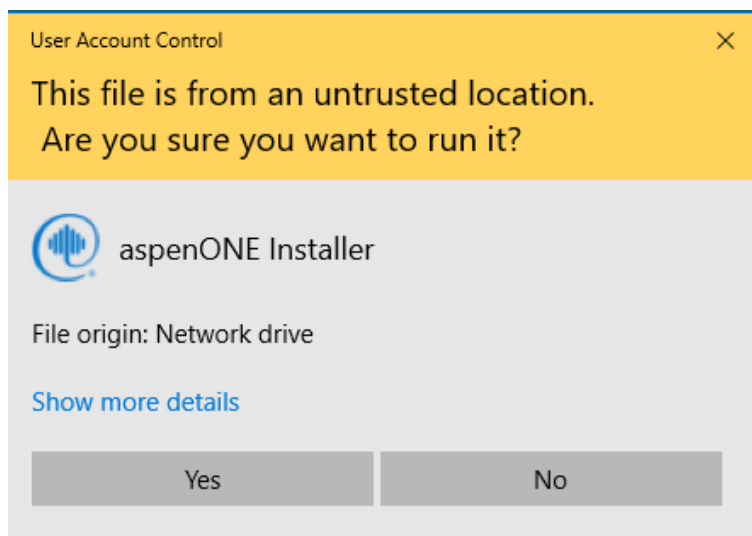 User Account Control
This file is from an untrusted location.
Are you sure you want to run it?
aspenONE Installer
File origin: Network drive
Show more details
Yes
No